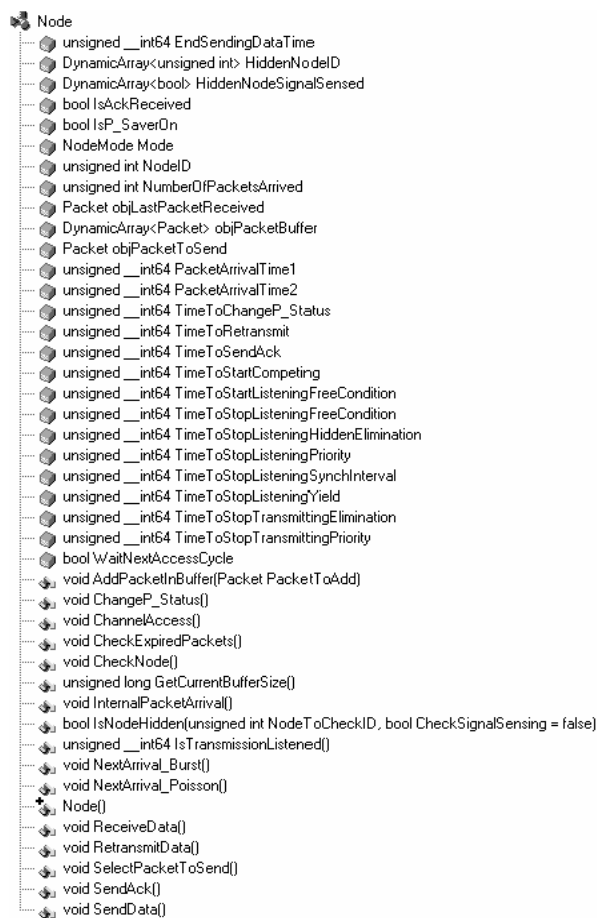 Node
unsigned __int64 EndSendingDataTime
DynamicArray<unsigned int> HiddenNodeID
DynamicArray<bool> HiddenNodeSignalSensed
bool IsAckReceived
bool IsP_SaverOn
NodeMode Mode
unsigned int NodeID
unsigned int NumberOfPacketsArrived
Packet objLastPacketReceived
DynamicArray<Packet> objPacketBuffer
Packet objPacketToSend
unsigned __int64 PacketArrivalTime1
unsigned __int64 PacketArrivalTime2
unsigned __int64 TimeToChangeP_Status
unsigned __int64 TimeToRetransmit
unsigned __int64 TimeToSendAck
unsigned __int64 TimeToStartCompeting
unsigned __int64 TimeToStartListeningFreeCondition
unsigned __int64 TimeToStopListeningFreeCondition
unsigned __int64 TimeToStopListeningHiddenElimination
unsigned __int64 TimeToStopListeningPriority
unsigned __int64 TimeToStopListeningSynchInterval
unsigned __int64 TimeToStopListeningYield
unsigned __int64 TimeToStopTransmittingElimination
unsigned __int64 TimeToStopTransmittingPriority
bool WaitNextAccessCycle
void AddPacketInBuffer(Packet PacketToAdd)
void ChangeP_Status()
void ChannelAccess()
void CheckExpiredPackets()
void CheckNode()
unsigned long GetCurrentBufferSize()
void InternalPacketArrival()
bool IsNodeHidden(unsigned int NodeToCheckID, bool CheckSignalSensing = false)
unsigned __int64 IsTransmissionListened()
void NextArrival_Burst()
void NextArrival_Poisson()
Node()
void ReceiveData()
void RetransmitData()
void SelectPacketToSend()
void SendAck()
void SendData()